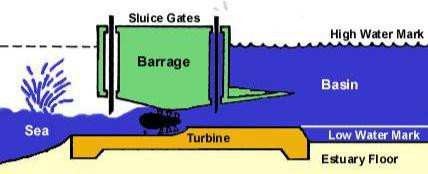 Sluice Gates
High Water Mark
Barrage
Basin
Sea
Turbine
Low Water Mark
Estuary Floor